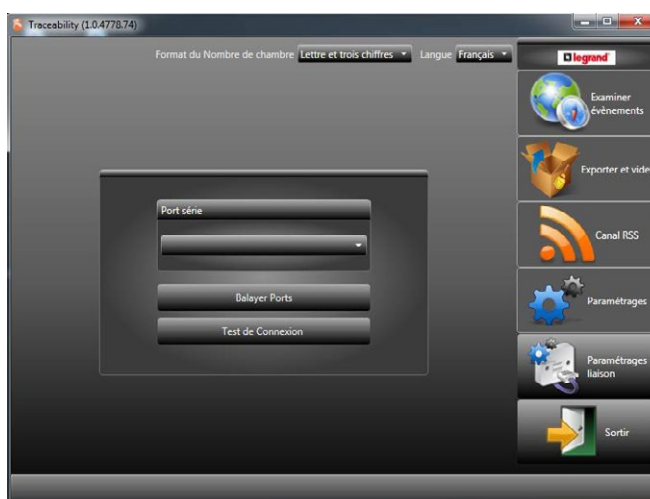 Traceability (1.0.4778.74)
Format du Nombre de chambre Lettre et trois chiffres Langue Français
legrand
Examiner
évènements
Exporter et vide
Port série
Canal RSS
Balayer Ports
Paramétrages
Test de Connexion
Paramétrages
liaison
Sortir